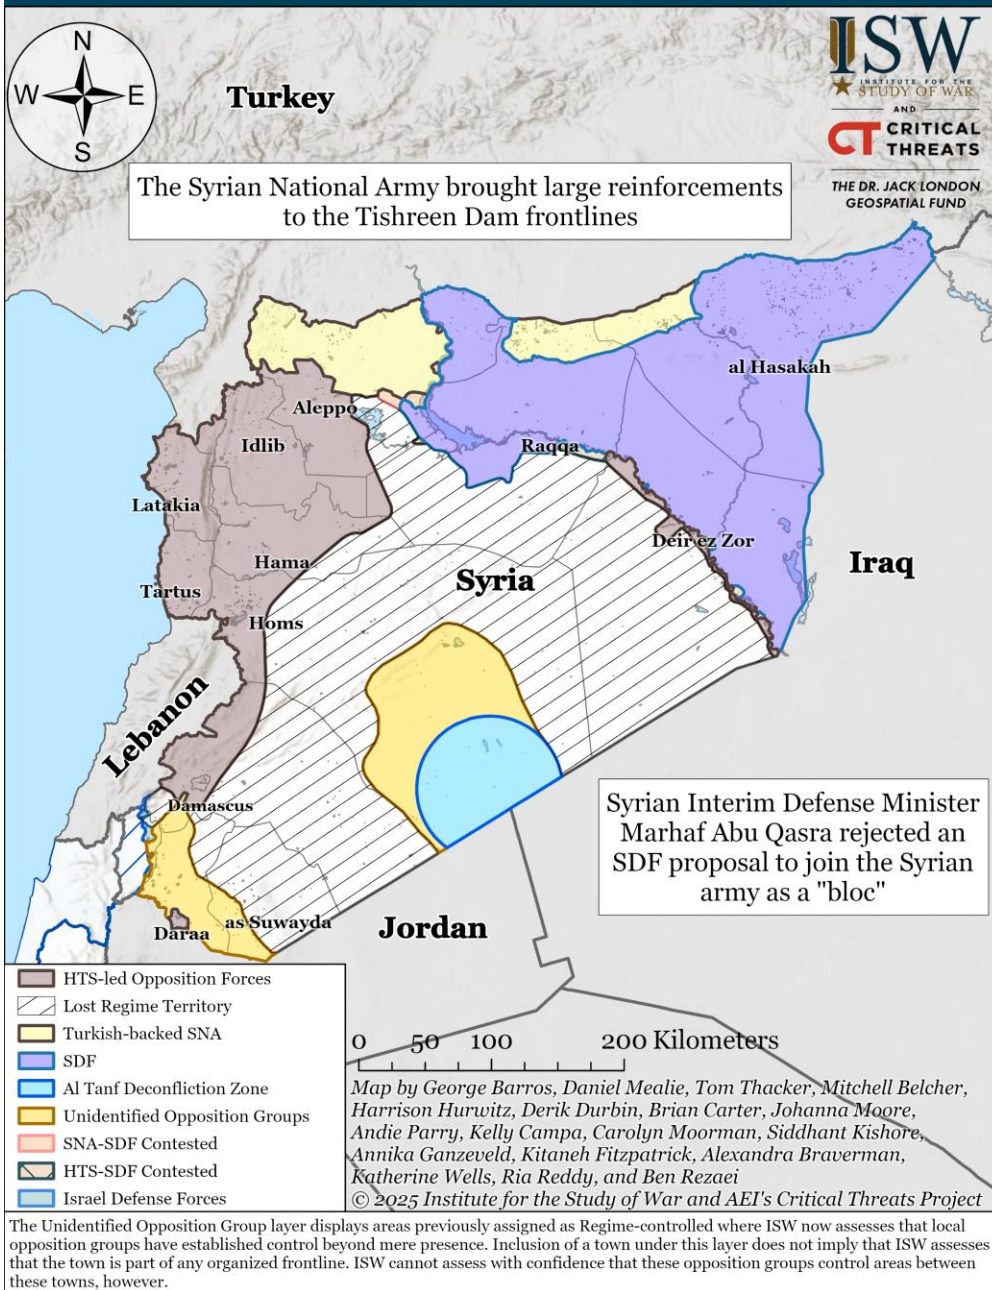 N
W
E
S
ISW
INSTITUTE FOR THE
STUDY OF WAR
AND
CT CRITICAL
THREATS
THE DR. JACK LONDON
GEOSPATIAL FUND
Turkey
The Syrian National Army brought large reinforcements
to the Tishreen Dam frontlines
al Hasakah
Aleppo
Idlib
Raqqa
Latakia
Deir ez Zor
Iraq
Hama
Syria
Tartus
Homs
Lebanon
Damascus
Syrian Interim Defense Minister
Marhaf Abu Qasra rejected an
SDF proposal to join the Syrian
army as a "bloc"
as Suwayda
Daraa
Jordan
HTS-led Opposition Forces
Lost Regime Territory
Turkish-backed SNA
SDF
Al Tanf Deconfliction Zone
Unidentified Opposition Groups
SNA-SDF Contested
HTS-SDF Contested
Israel Defense Forces
0 50 100 200 Kilometers
Map by George Barros, Daniel Mealie, Tom Thacker, Mitchell Belcher,
Harrison Hurwitz, Derik Durbin, Brian Carter, Johanna Moore,
Andie Parry, Kelly Campa, Carolyn Moorman, Siddhant Kishore,
Annika Ganzeveld, Kitaneh Fitzpatrick, Alexandra Braverman,
Katherine Wells, Ria Reddy, and Ben Rezaei
© 2025 Institute for the Study of War and AEI's Critical Threats Project
The Unidentified Opposition Group layer displays areas previously assigned as Regime-controlled where ISW now assesses that local
opposition groups have established control beyond mere presence. Inclusion of a town under this layer does not imply that ISW assesses
that the town is part of any organized frontline. ISW cannot assess with confidence that these opposition groups control areas between
these towns, however.